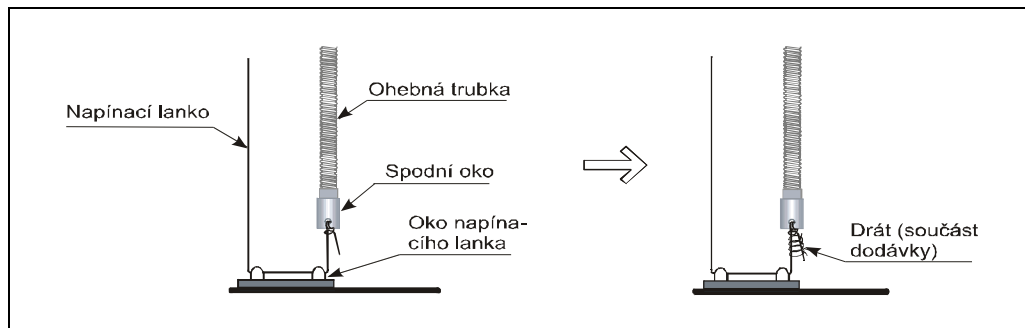 Napínací lanko
Ohebná trubka
Spodní oko
Oko napína-
cího lanka
Drát (součást
dodávky)